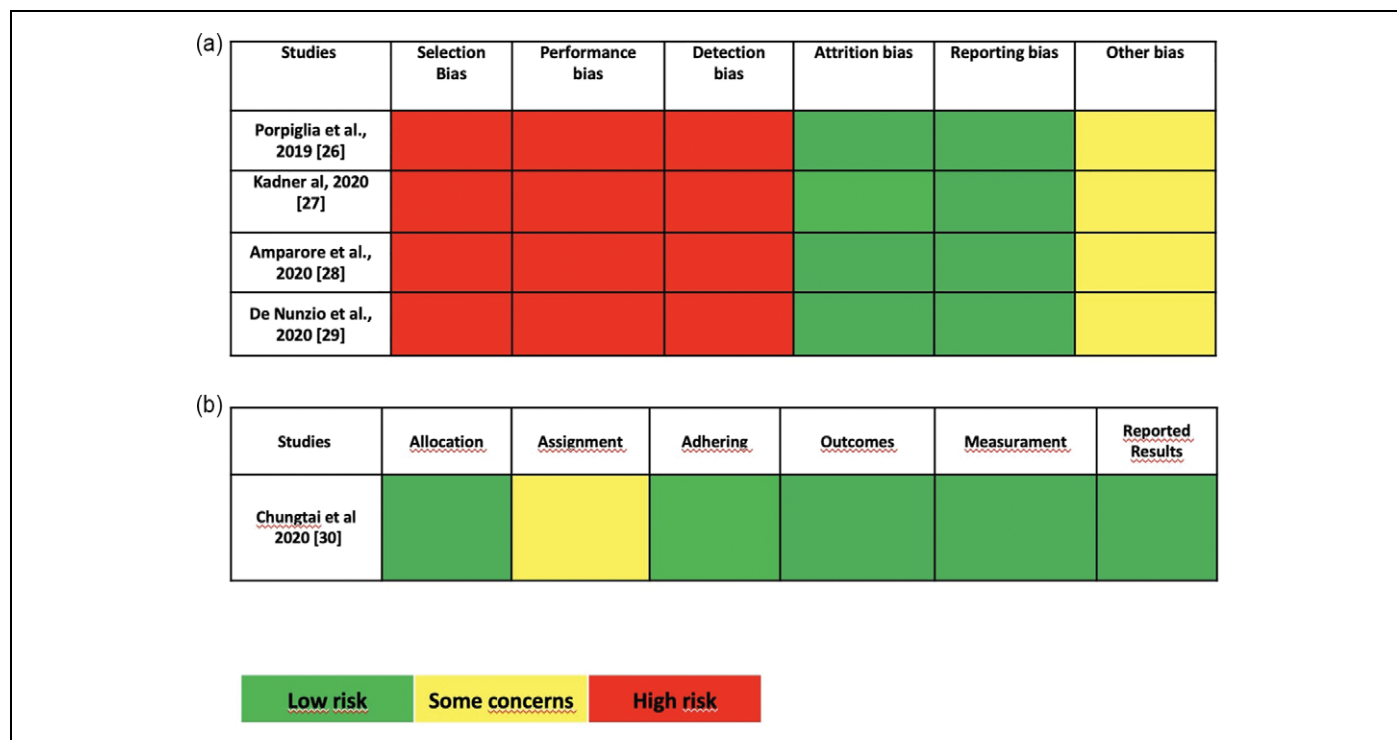 (a)
Studies
Selection
Bias
Performance
bias
Detection
bias
Attrition bias
Reporting bias
Other bias
Porpiglia et al.,
2019 [26]
Kadner al, 2020
[27]
Amparore et al.,
2020 [28]
De Nunzio et al.,
2020 [29]
(b)
Studies
Allocation
Assignment
Adhering
Outcomes
Measurament
Reported
Results
Chungtai et al
2020 [30]
Low risk
Some concerns
High risk